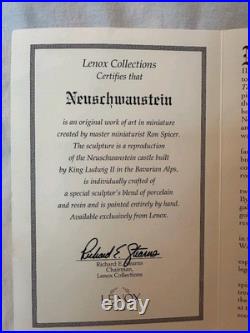 Lenox Collections
Certifies that
Neuschwanstein
is an original work of art in miniature
created by master miniaturist Ron Spicer.
The sculpture is a reproduction
of the Neuschwanstein castle built
by King Ludwig II in the Bavarian Alps,
is individually crafted of
a special sculptor's blend of porcelain
and resin and is painted entirely by hand.
Available exclusively from Lenox.
Richard E. Stearns
Richard E. Stearns
Chairman,
Lenox Collections
LENOX